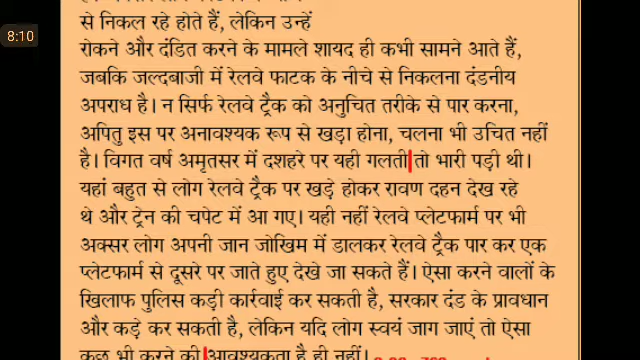 से निकल रहे होते हैं, लेकिन उन्हें
8:10
रोकने और दंडित करने के मामले शायद ही कभी सामने आते हैं,
जबकि जल्दबाजी में रेलवे फाटक के नीचे से निकलना दंडनीय
अपराध है। न सिर्फ रेलवे ट्रैक को अनुचित तरीके से पार करना,
अपितु इस पर अनावश्यक रूप से खड़ा होना, चलना भी उचित नहीं
है। विगत वर्ष अमृतसर में दशहरे पर यही गलती तो भारी पड़ी थी।
यहां बहुत से लोग रेलवे ट्रैक पर खड़े होकर रावण दहन देख रहे
थे और ट्रेन की चपेट में आ गए। यही नहीं रेलवे प्लेटफार्म पर भी
अक्सर लोग अपनी जान जोखिम में डालकर रेलवे ट्रैक पार कर एक
प्लेटफार्म से दूसरे पर जाते हुए देखे जा सकते हैं। ऐसा करने वालों के
खिलाफ पुलिस कड़ी कार्रवाई कर सकती है, सरकार दंड के प्रावधान
और कड़े कर सकती है, लेकिन यदि लोग स्वयं जाग जाएं तो ऐसा
कुछ भी करने की आवश्यकता है ही नहीं।